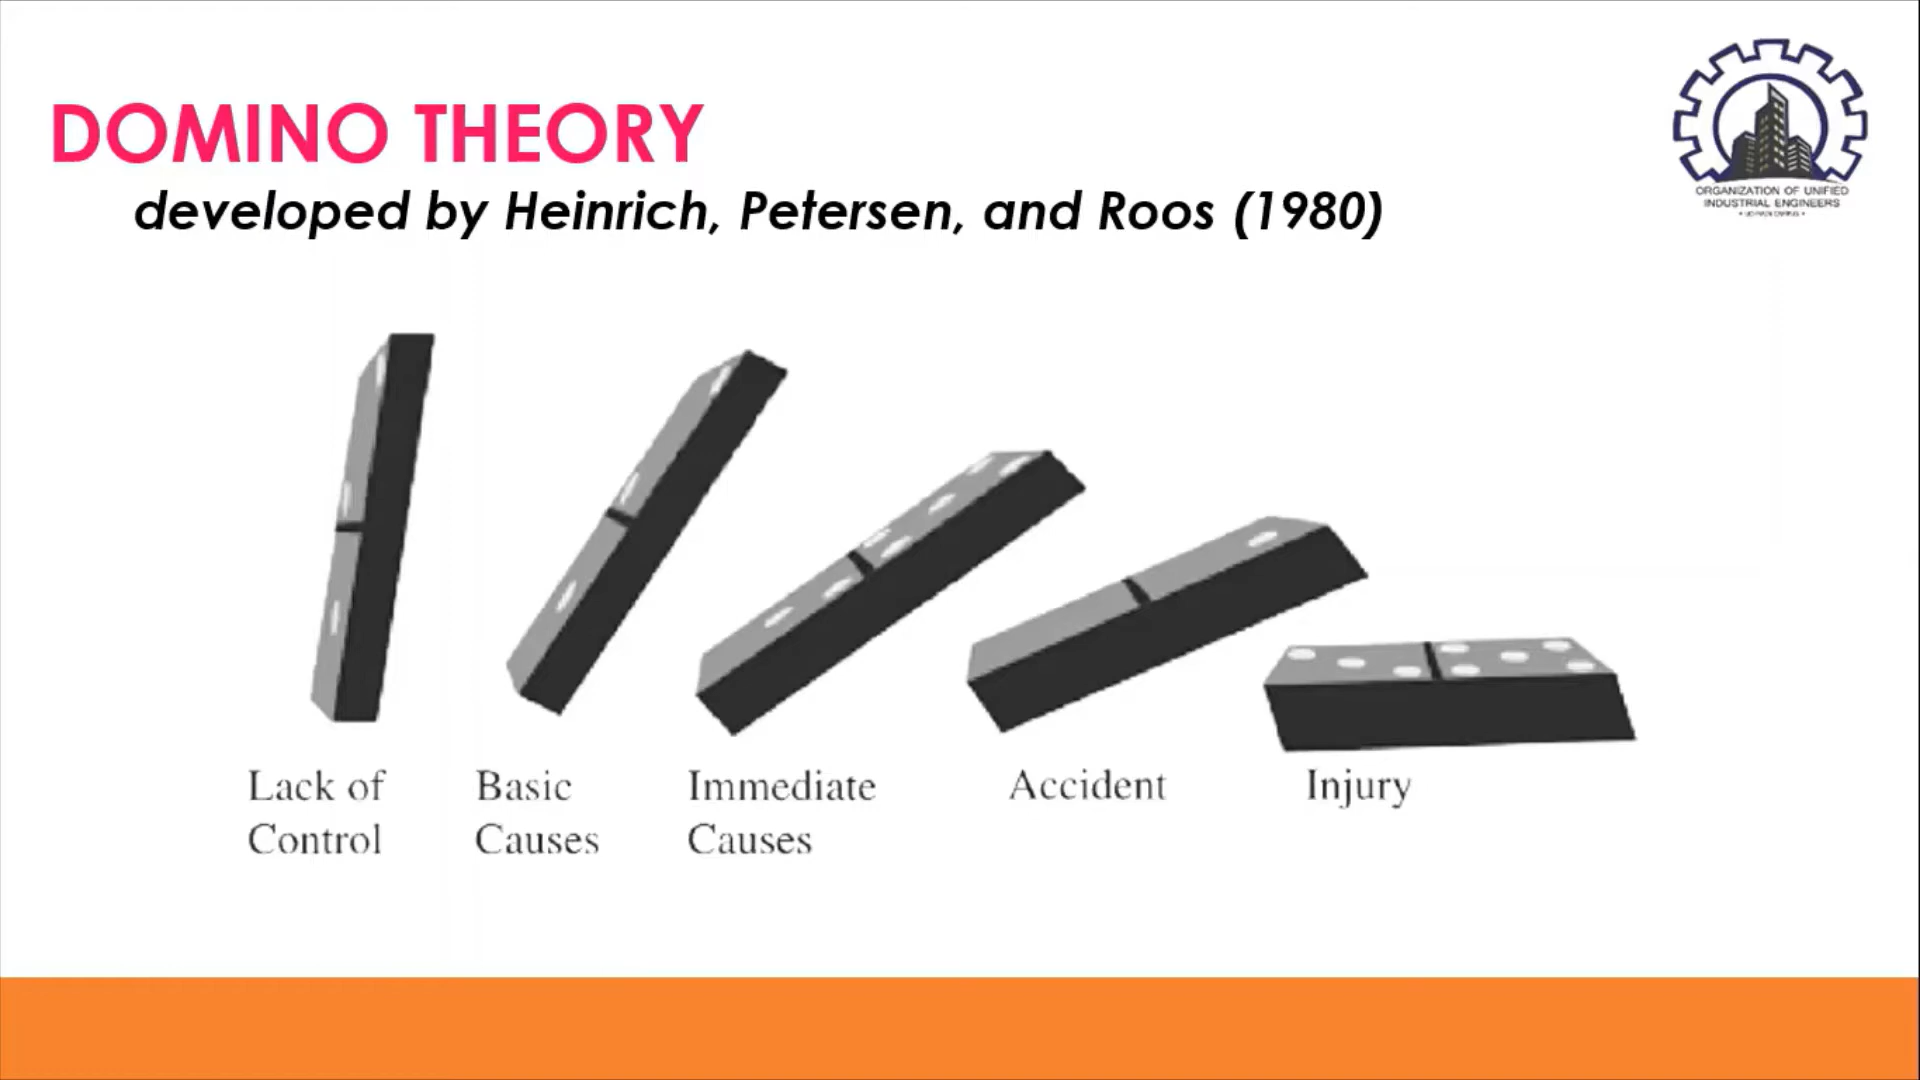 DOMINO THEORY
developed by Heinrich, Petersen, and Roos (1980)
ORGANIZATION OF UNIFIED
INDUSTRIAL ENGINEERS
Lack of Basic Immediate Accident Injury
Control Causes Causes